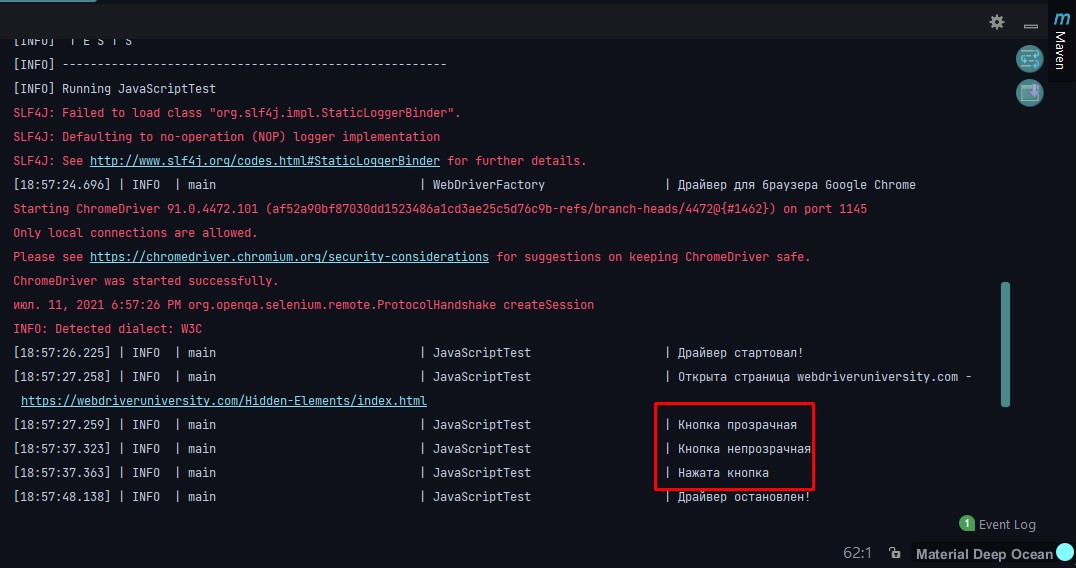 [INFO]  T E S T S
Maven
[INFO] -------------------------------------------------------
[INFO] Running JavaScriptTest
SLF4J: Failed to load class "org.slf4j.impl.StaticLoggerBinder".
SLF4J: Defaulting to no-operation (NOP) logger implementation
SLF4J: See http://www.slf4j.org/codes.html#StaticLoggerBinder for further details.
[18:57:24.696] | INFO  | main | WebDriverFactory | Драйвер для браузера Google Chrome
Starting ChromeDriver 91.0.4472.101 (af52a90bf87030dd1523486a1cd3ae25c5d76c9b-refs/branch-heads/4472@{#1462}) on port 1145
Only local connections are allowed.
Please see https://chromedriver.chromium.org/security-considerations for suggestions on keeping ChromeDriver safe.
ChromeDriver was started successfully.
июл. 11, 2021 6:57:26 PM org.openqa.selenium.remote.ProtocolHandshake createSession
INFO: Detected dialect: W3C
[18:57:26.225] | INFO  | main | JavaScriptTest | Драйвер стартовал!
[18:57:27.258] | INFO  | main | JavaScriptTest | Открыта страница webdriveruniversity.com -
https://webdriveruniversity.com/Hidden-Elements/index.html
[18:57:27.259] | INFO  | main | JavaScriptTest | Кнопка прозрачная
[18:57:37.323] | INFO  | main | JavaScriptTest | Кнопка непрозрачная
[18:57:37.363] | INFO  | main | JavaScriptTest | Нажата кнопка
[18:57:48.138] | INFO  | main | JavaScriptTest | Драйвер остановлен!
1 Event Log
62:1 Material Deep Ocean